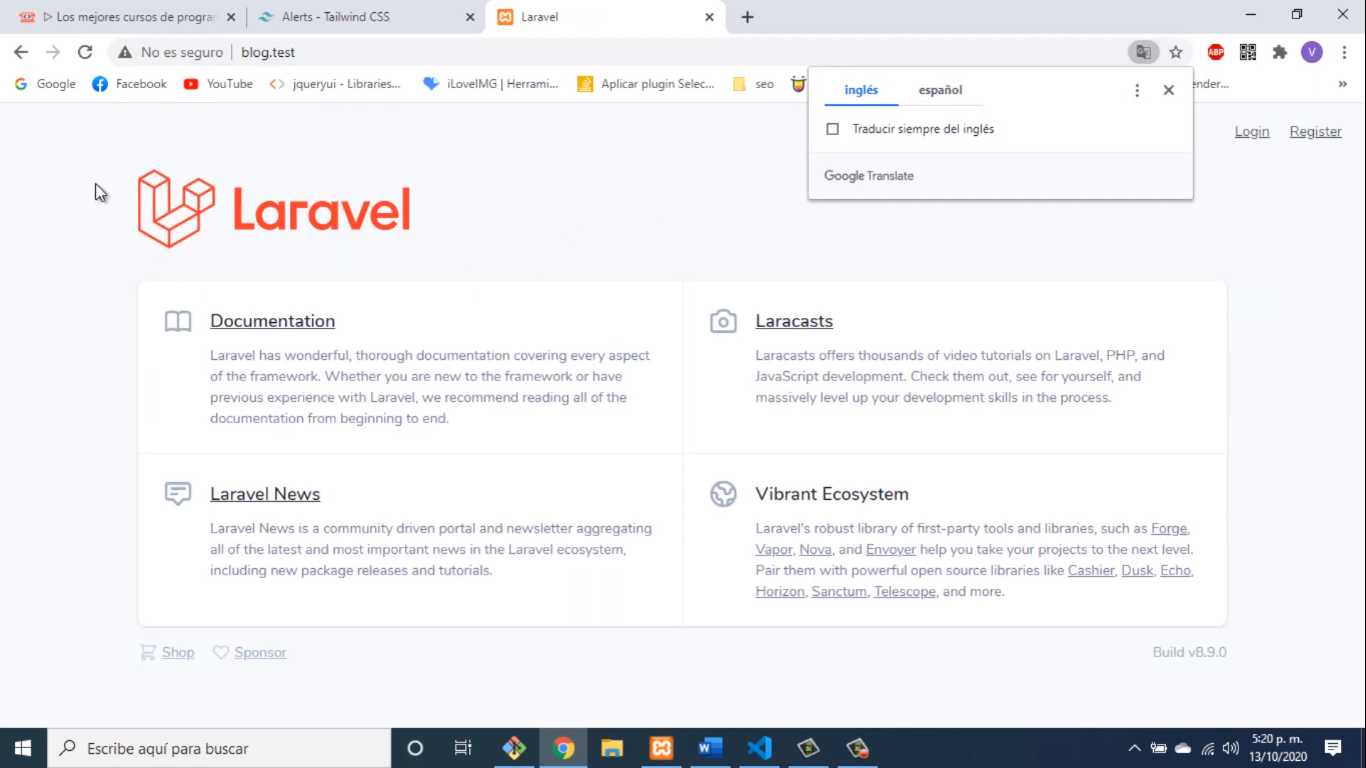 ▷ Los mejores cursos de progra
Alerts - Tailwind CSS
Laravel
No es seguro
blog.test
ABP
V
Google
Facebook
YouTube
jqueryui - Libraries...
iLoveIMG | Herrami...
Aplicar plugin Selec...
seo
ender...
»
inglés
español
Traducir siempre del inglés
Google Translate
Login
Register
Laravel
Documentation
Laravel has wonderful, thorough documentation covering every aspect
of the framework. Whether you are new to the framework or have
previous experience with Laravel, we recommend reading all of the
documentation from beginning to end.
Laracasts
Laracasts offers thousands of video tutorials on Laravel, PHP, and
JavaScript development. Check them out, see for yourself, and
massively level up your development skills in the process.
Laravel News
Laravel News is a community driven portal and newsletter aggregating
all of the latest and most important news in the Laravel ecosystem,
including new package releases and tutorials.
Vibrant Ecosystem
Laravel's robust library of first-party tools and libraries, such as Forge,
Vapor, Nova, and Envoyer help you take your projects to the next level.
Pair them with powerful open source libraries like Cashier, Dusk, Echo,
Horizon, Sanctum, Telescope, and more.
Shop
Sponsor
Build v8.9.0
Escribe aquí para buscar
5:20 p. m.
13/10/2020